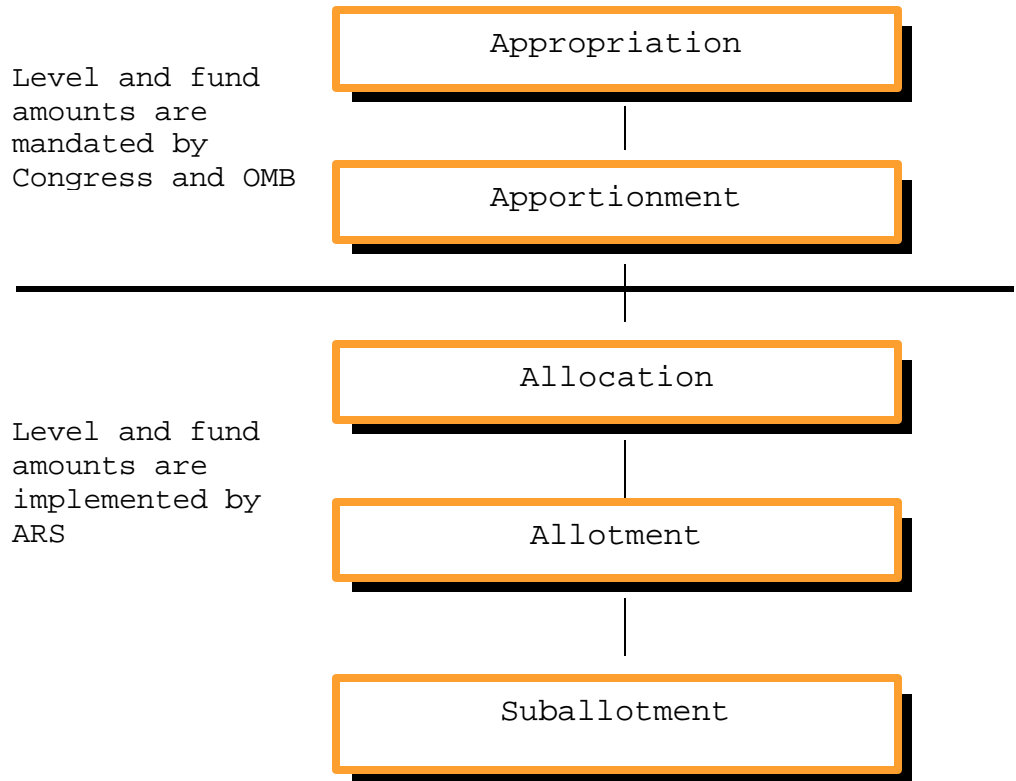 Appropriation
Level and fund
amounts are
mandated by
Congress and OMB
Apportionment
Allocation
Level and fund
amounts are
implemented by
ARS
Allotment
Suballotment